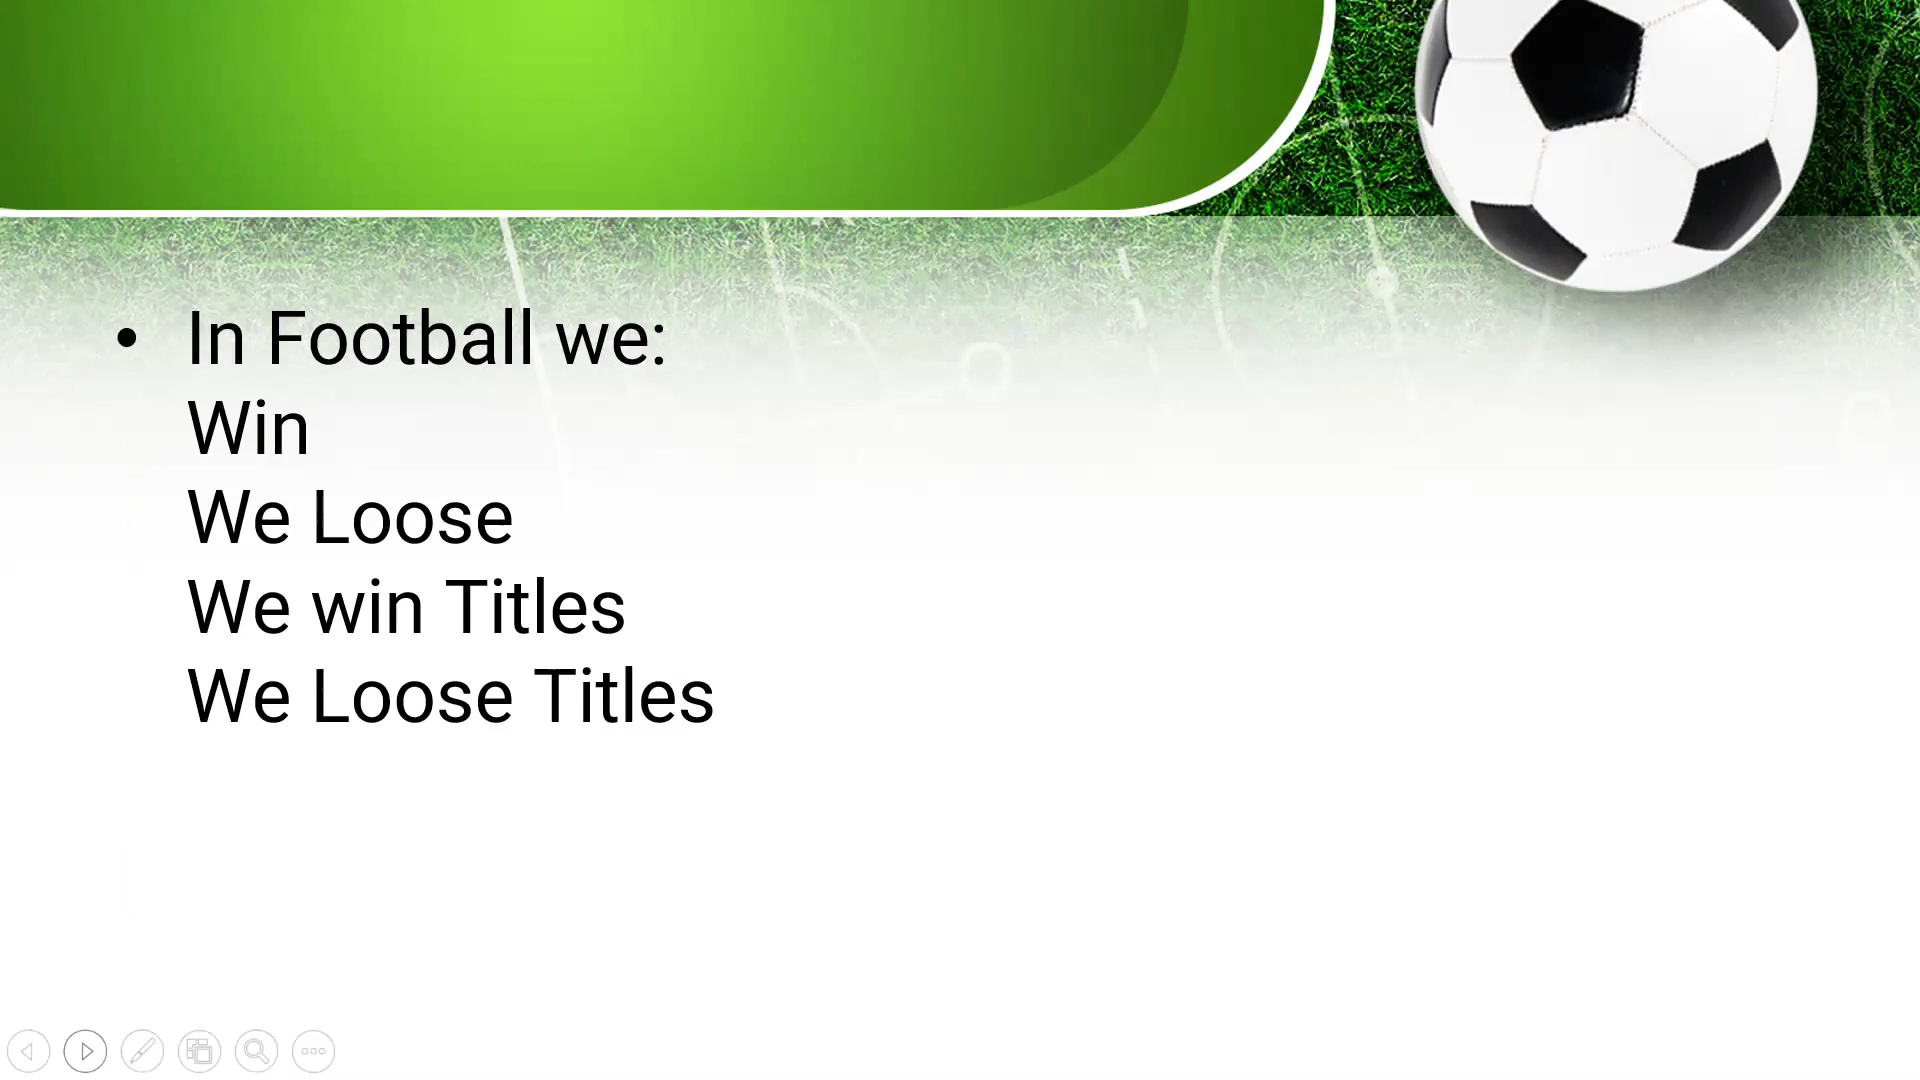 • In Football we:
Win
We Loose
We win Titles
We Loose Titles